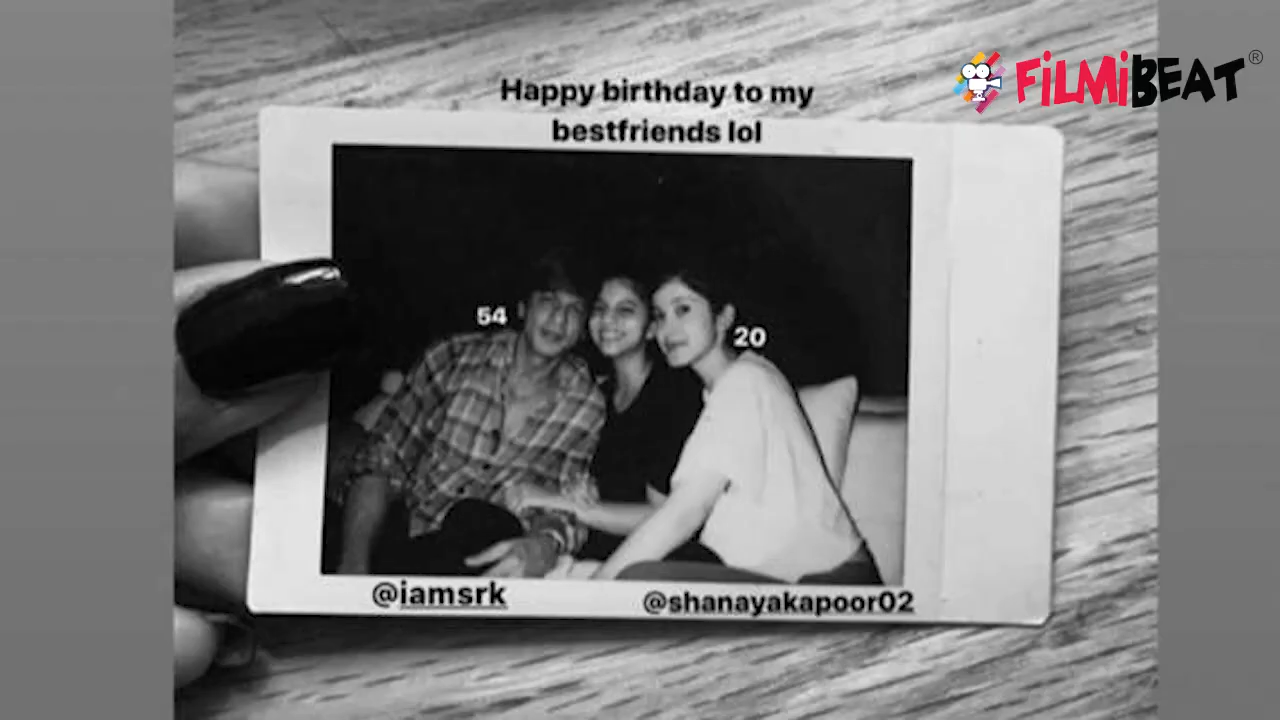 FiLMiBEAT®
Happy birthday to my
bestfriends lol
54
20
@iamsrk
@shanayakapoor02